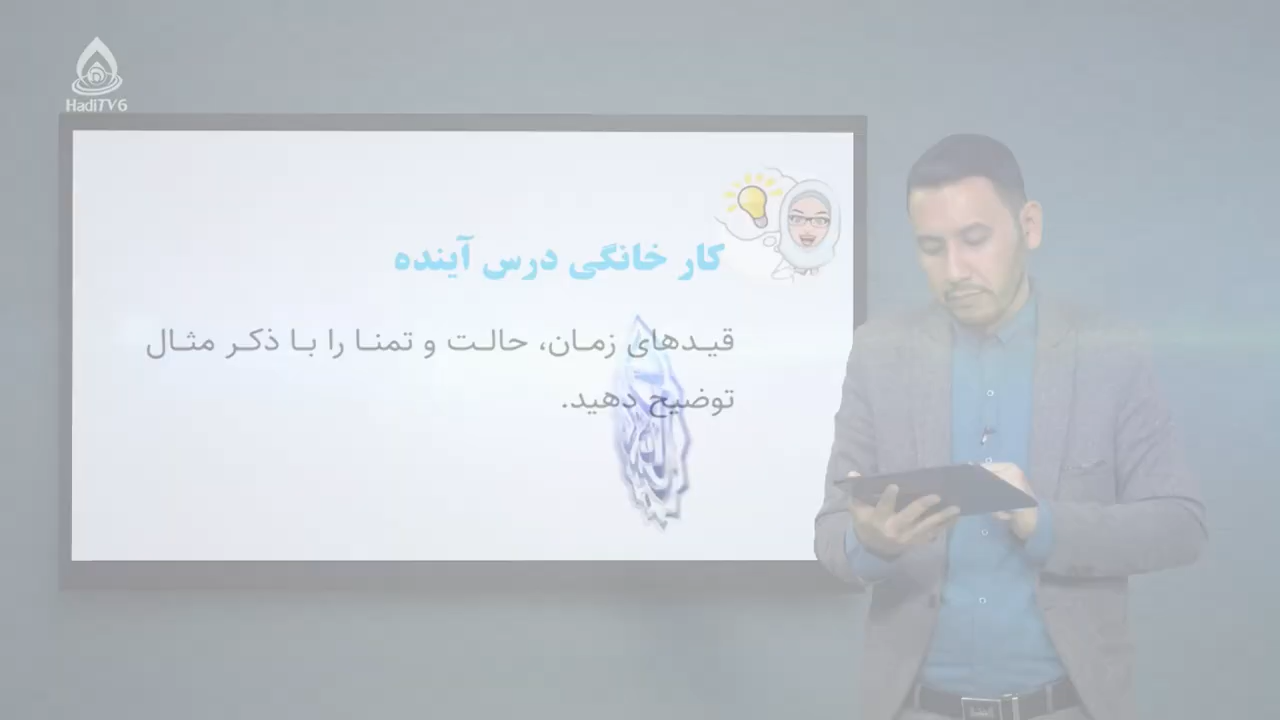 HadiTV6
کار خانگی درس آینده
قیدهای زمان، حالت و تمنا را با ذکر مثال
توضیح دهید.